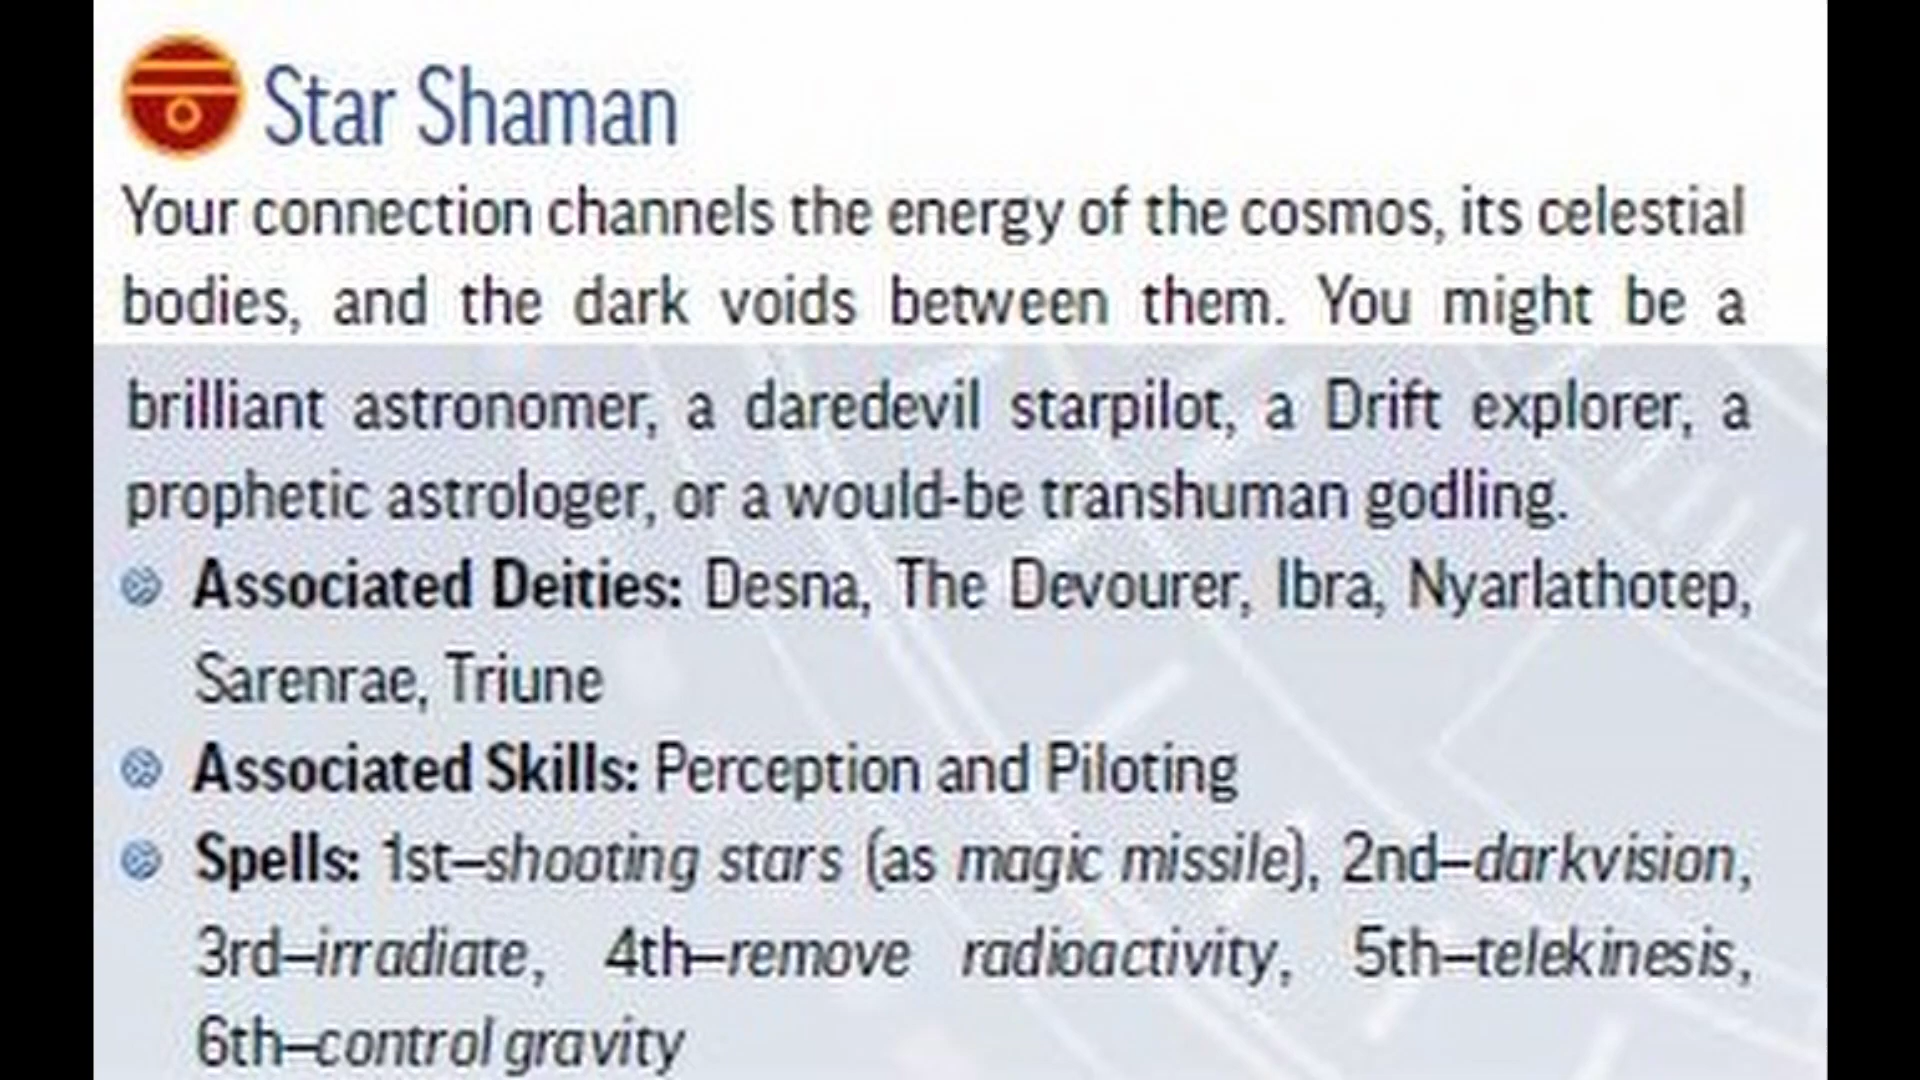 Star Shaman
Your connection channels the energy of the cosmos, its celestial
bodies, and the dark voids between them. You might be a
brilliant astronomer, a daredevil starpilot, a Drift explorer, a
prophetic astrologer, or a would-be transhuman godling.
Associated Deities: Desna, The Devourer, Ibra, Nyarlathotep,
Sarenrae, Triune
Associated Skills: Perception and Piloting
Spells: 1st—shooting stars (as magic missile), 2nd—darkvision,
3rd—irradiate, 4th—remove radioactivity, 5th—telekinesis,
6th—control gravity